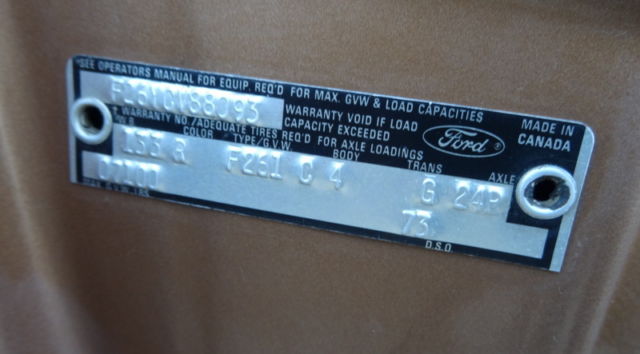 *SEE OPERATORS MANUAL FOR EQUIP. REQ'D FOR MAX. GVW & LOAD CAPACITIES
WARRANTY VOID IF LOAD
CAPACITY EXCEEDED
Ford
MADE IN
CANADA
* WARRANTY NO./ADEQUATE TIRES REQ'D FOR AXLE LOADINGS
W.B. COLOR TYPE/G.V.W. BODY TRANS AXLE
133 R F261 C 4 G 24P
MAX. G.V.W. LBS
73
D.S.O.